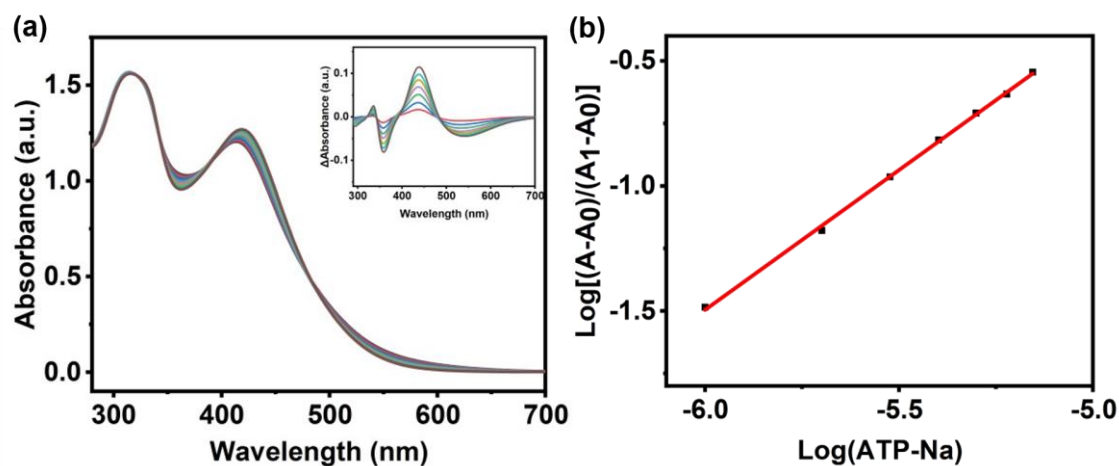 (a)
Absorbance (a.u.)
1.5
1.0
0.5
0.0
300
400
500
600
700
Wavelength (nm)
ΔAbsorbance (a.u.)
0.1
0.0
-0.1
300
400
500
600
700
Wavelength (nm)
(b)
Log[(A-A0)/(A1-A0)]
-0.5
-1.0
-1.5
-6.0
-5.5
-5.0
Log(ATP-Na)